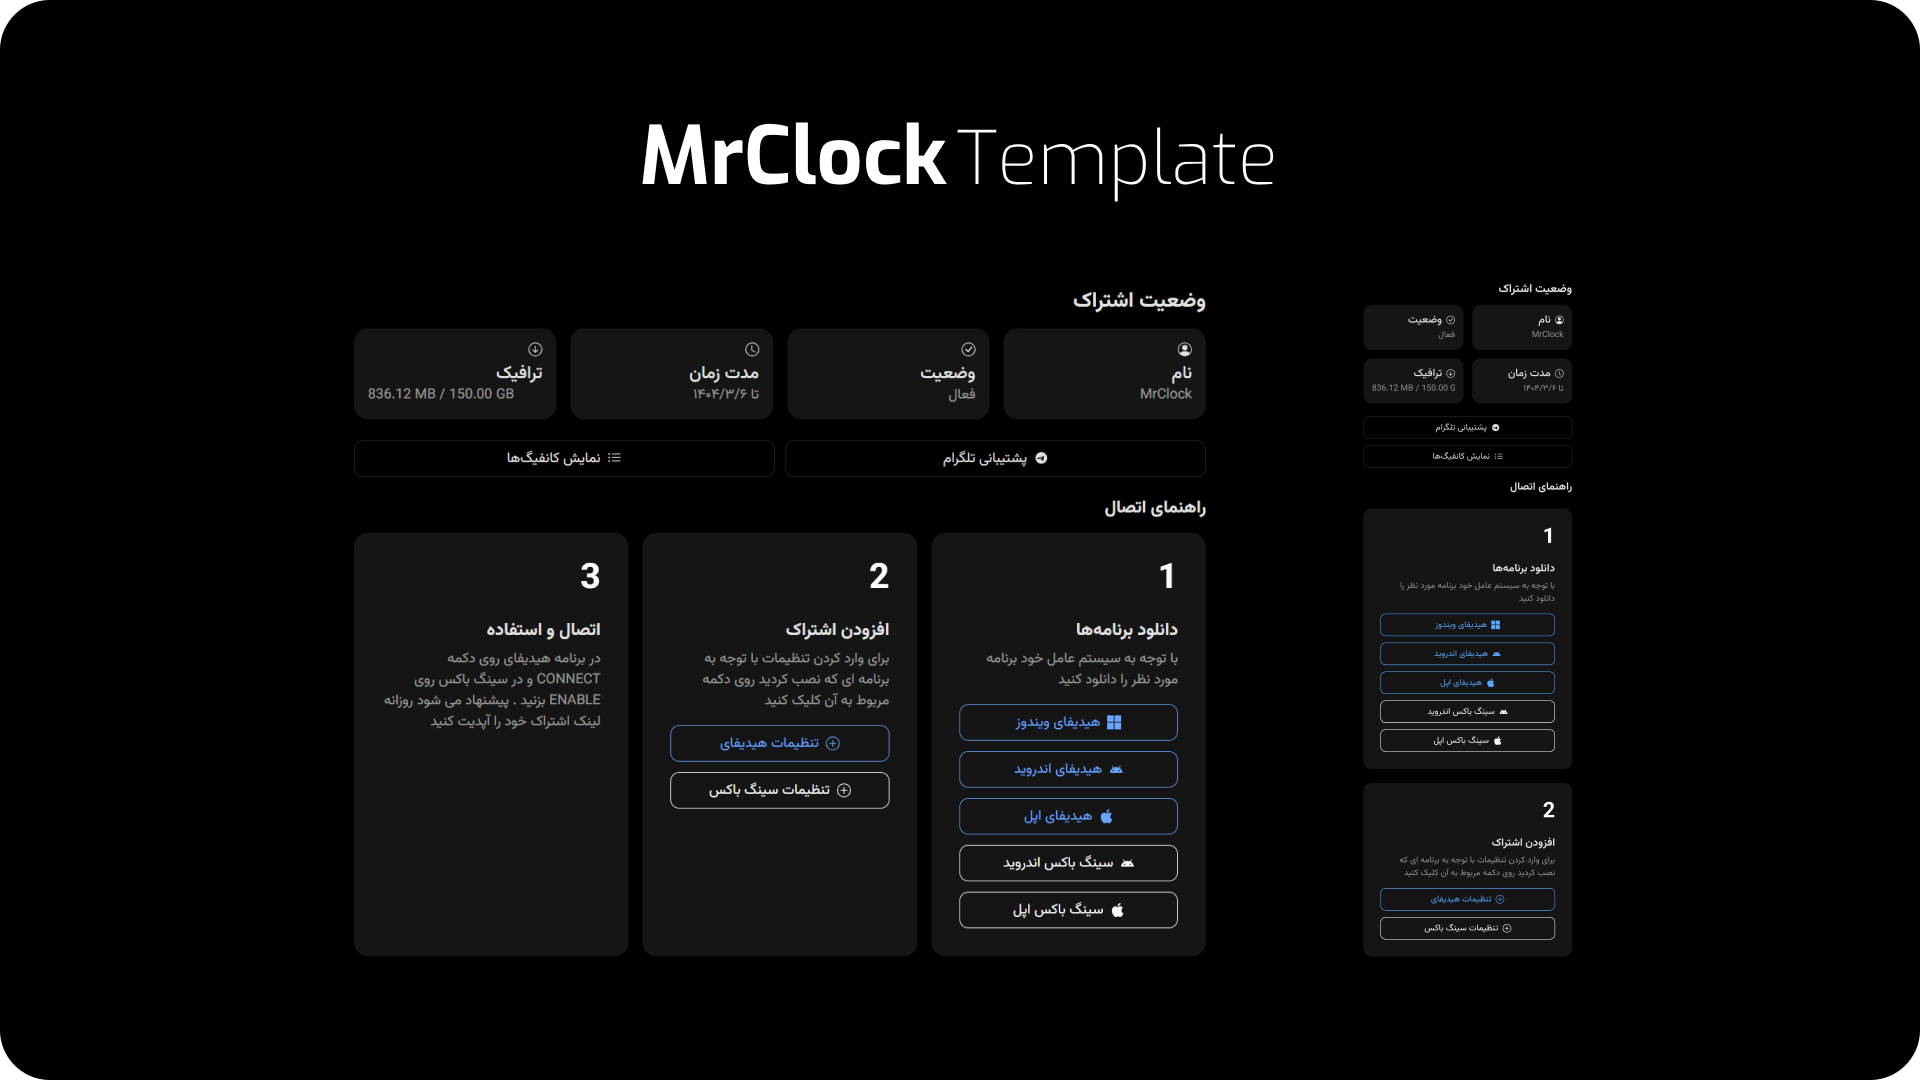 MrClock Template
وضعیت اشتراک
نام
MrClock
وضعیت
فعال
مدت زمان
تا ۱۴۰۴/۳/۶
ترافیک
836.12 MB / 150.00 GB
پشتیبانی تلگرام
نمایش کانفیگ‌ها
راهنمای اتصال
1
دانلود برنامه‌ها
با توجه به سیستم عامل خود برنامه
مورد نظر را دانلود کنید
هیدیفای ویندوز
هیدیفای اندروید
هیدیفای اپل
سینگ باکس اندروید
سینگ باکس اپل
2
افزودن اشتراک
برای وارد کردن تنظیمات با توجه به
برنامه ای که نصب کردید روی دکمه
مربوط به آن کلیک کنید
تنظیمات هیدیفای
تنظیمات سینگ باکس
3
اتصال و استفاده
در برنامه هیدیفای روی دکمه
CONNECT و در سینگ باکس روی
ENABLE بزنید . پیشنهاد می شود روزانه
لینک اشتراک خود را آپدیت کنید
وضعیت اشتراک
نام
MrClock
وضعیت
فعال
مدت زمان
تا ۱۴۰۴/۳/۶
ترافیک
836.12 MB / 150.00 G
پشتیبانی تلگرام
نمایش کانفیگ‌ها
راهنمای اتصال
1
دانلود برنامه‌ها
با توجه به سیستم عامل خود برنامه مورد نظر را
دانلود کنید
هیدیفای ویندوز
هیدیفای اندروید
هیدیفای اپل
سینگ باکس اندروید
سینگ باکس اپل
2
افزودن اشتراک
برای وارد کردن تنظیمات با توجه به برنامه ای که
نصب کردید روی دکمه مربوط به آن کلیک کنید
تنظیمات هیدیفای
تنظیمات سینگ باکس